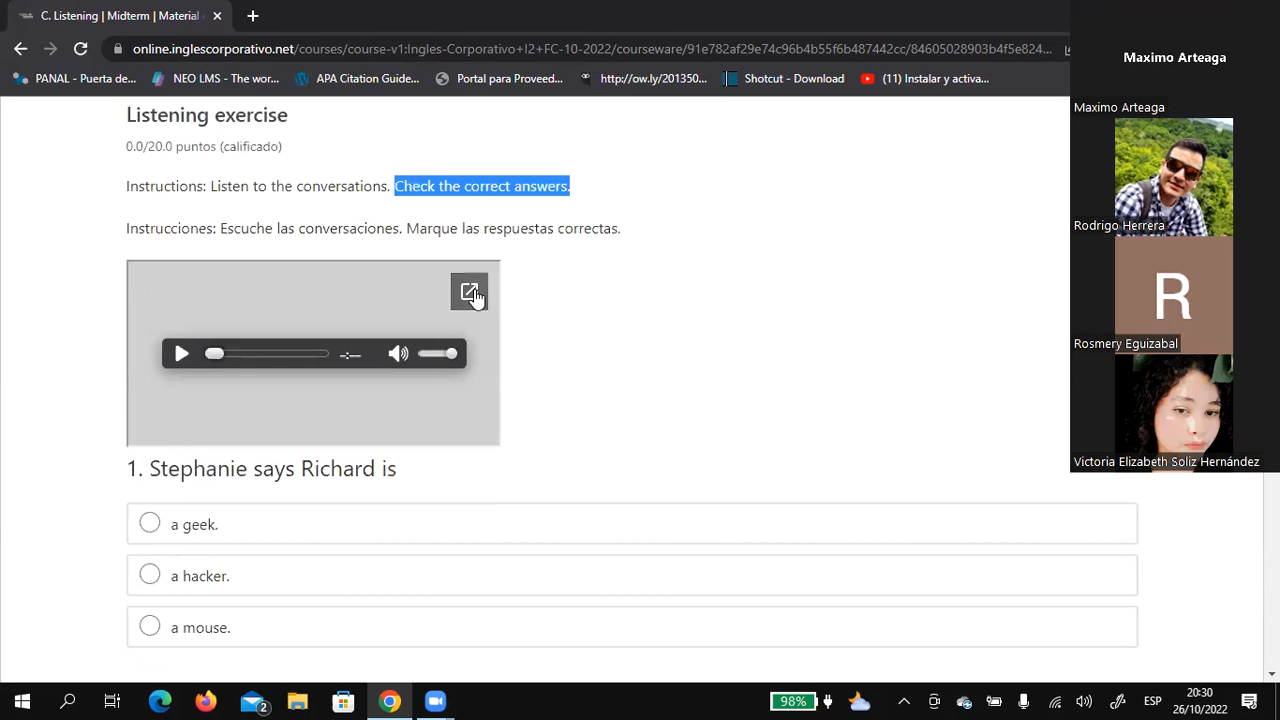 C. Listening | Midterm | Material
online.inglescorporativo.net/courses/course-v1:Ingles-Corporativo+I2+FC-10-2022/courseware/91e782af29e74c96b4b55f6b487442cc/84605028903b4f5e824...
PANAL - Puerta de... NEO LMS - The wor... APA Citation Guide... Portal para Proveed... http://ow.ly/201350... Shotcut - Download (11) Instalar y activa...
Listening exercise
0.0/20.0 puntos (calificado)
Instructions: Listen to the conversations. Check the correct answers.
Instrucciones: Escuche las conversaciones. Marque las respuestas correctas.
-:--
1. Stephanie says Richard is
a geek.
a hacker.
a mouse.
Maximo Arteaga
Maximo Arteaga
Rodrigo Herrera
R
Rosmery Eguizabal
Victoria Elizabeth Soliz Hernández
2
98%
ESP
20:30
26/10/2022